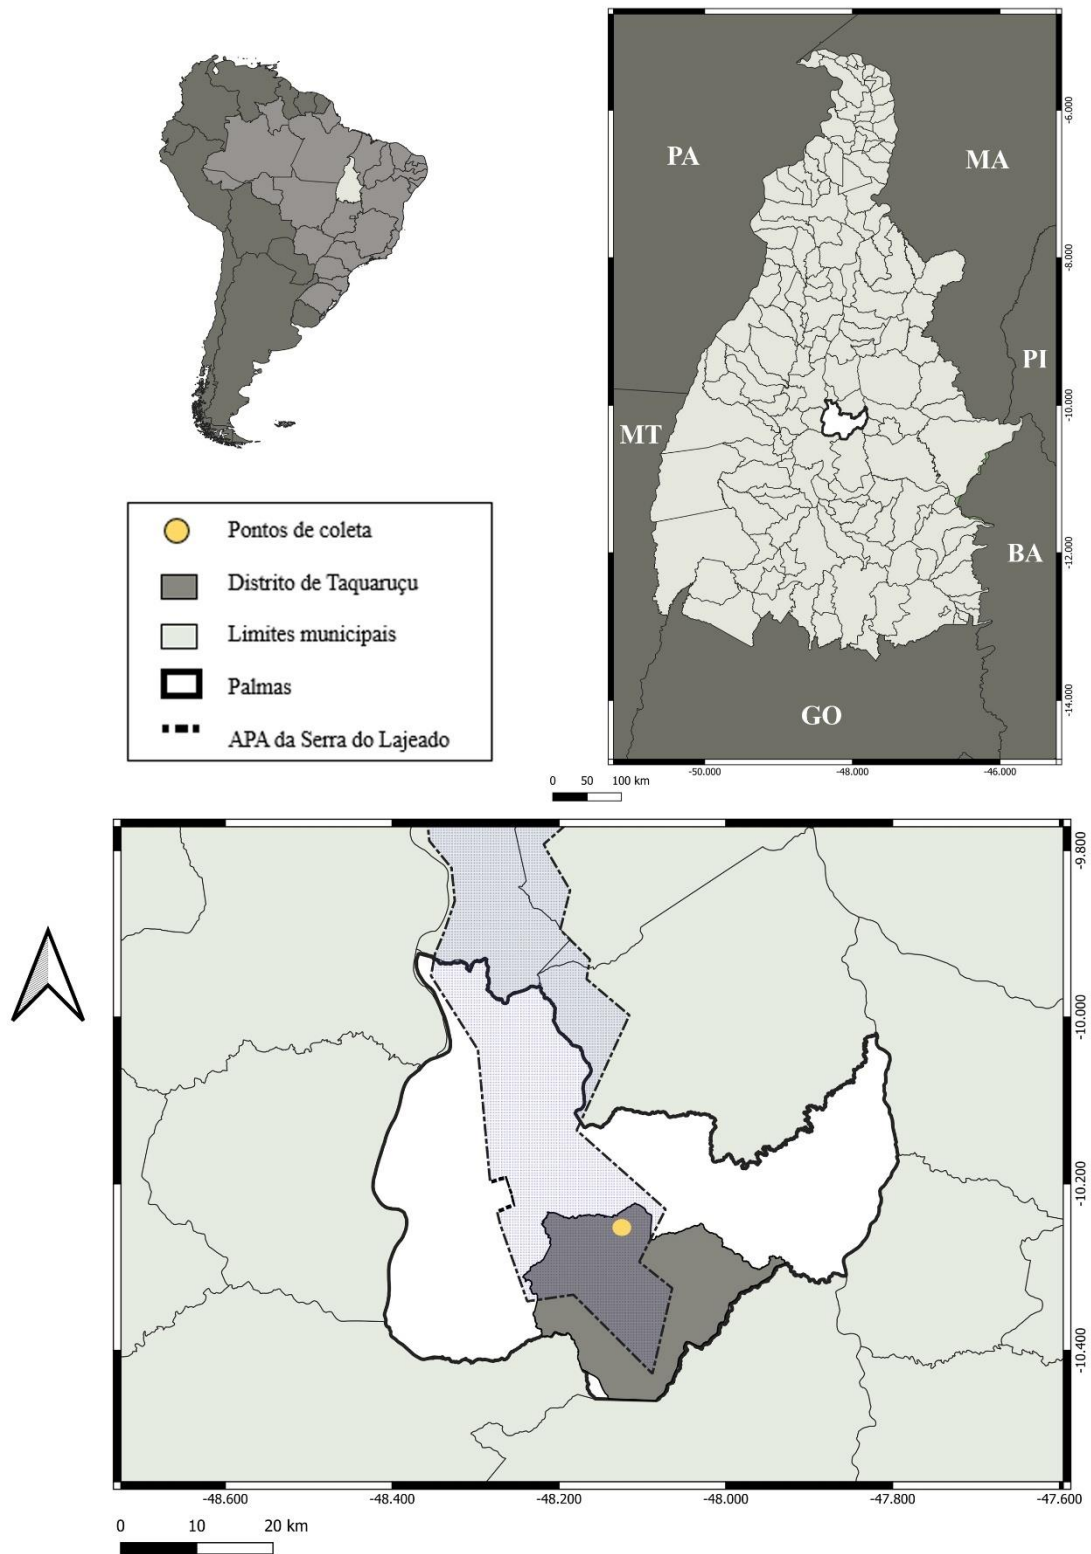 PA
MA
PI
MT
BA
GO
-6.000
-8.000
-10.000
-12.000
-14.000
-50.000
-48.000
-46.000
0 50 100 km
Pontos de coleta
Distrito de Taquaruçu
Limites municipais
Palmas
APA da Serra do Lajeado
-9.800
-10.000
-10.200
-10.400
-48.600
-48.400
-48.200
-48.000
-47.800
-47.600
0 10 20 km